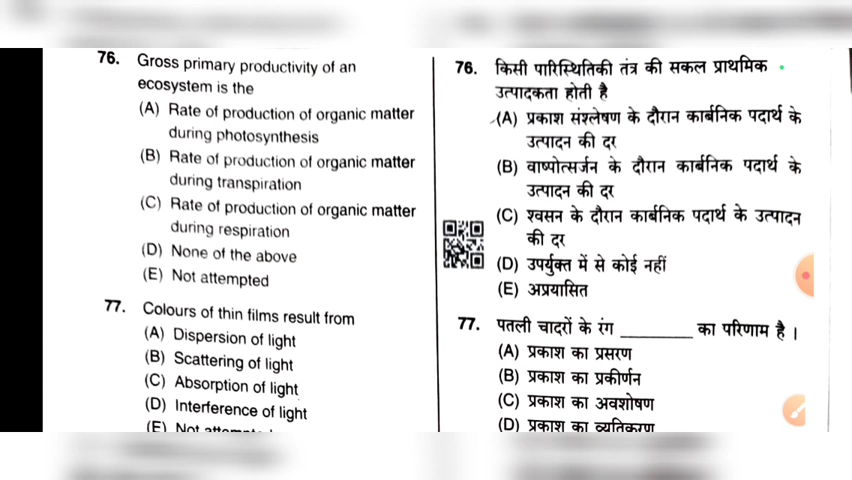 76. Gross primary productivity of an
ecosystem is the
(A) Rate of production of organic matter
during photosynthesis
(B) Rate of production of organic matter
during transpiration
(C) Rate of production of organic matter
during respiration
(D) None of the above
(E) Not attempted
77. Colours of thin films result from
(A) Dispersion of light
(B) Scattering of light
(C) Absorption of light
(D) Interference of light
(E) Not
76. किसी पारिस्थितिकी तंत्र की सकल प्राथमिक
उत्पादकता होती है
(A) प्रकाश संश्लेषण के दौरान कार्बनिक पदार्थ के
उत्पादन की दर
(B) वाष्पोत्सर्जन के दौरान कार्बनिक पदार्थ के
उत्पादन की दर
(C) श्वसन के दौरान कार्बनिक पदार्थ के उत्पादन
की दर
(D) उपर्युक्त में से कोई नहीं
(E) अप्रयासित
77. पतली चादरों के रंग ________ का परिणाम है ।
(A) प्रकाश का प्रसरण
(B) प्रकाश का प्रकीर्णन
(C) प्रकाश का अवशोषण
(D) प्रकाश का व्यतिकरण